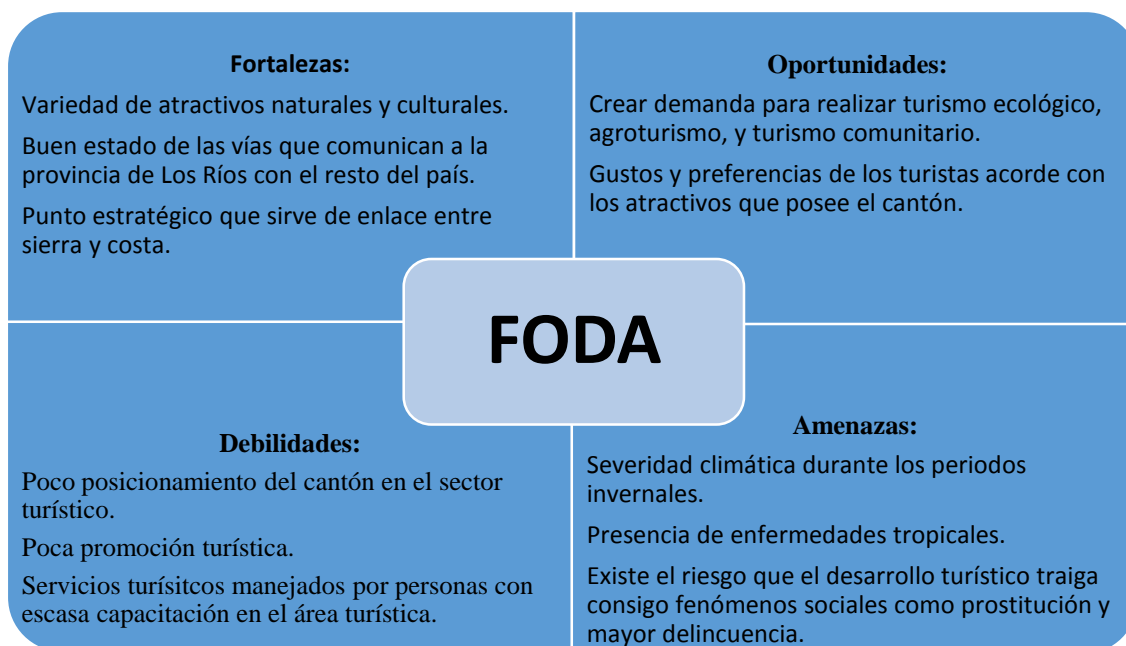 Fortalezas:
Variedad de atractivos naturales y culturales.
Buen estado de las vías que comunican a la
provincia de Los Ríos con el resto del país.
Punto estratégico que sirve de enlace entre
sierra y costa.
Oportunidades:
Crear demanda para realizar turismo ecológico,
agroturismo, y turismo comunitario.
Gustos y preferencias de los turistas acorde con
los atractivos que posee el cantón.
FODA
Debilidades:
Poco posicionamiento del cantón en el sector
turístico.
Poca promoción turística.
Servicios turísitcos manejados por personas con
escasa capacitación en el área turística.
Amenazas:
Severidad climática durante los periodos
invernales.
Presencia de enfermedades tropicales.
Existe el riesgo que el desarrollo turístico traiga
consigo fenómenos sociales como prostitución y
mayor delincuencia.